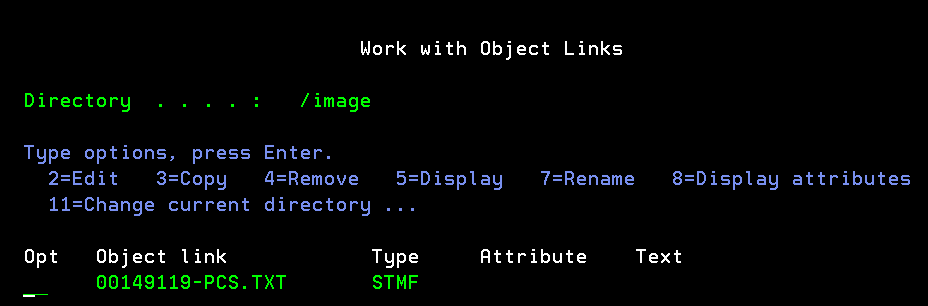 Work with Object Links
Directory . . . . : /image
Type options, press Enter.
2=Edit 3=Copy 4=Remove 5=Display 7=Rename 8=Display attributes
11=Change current directory ...
Opt Object link Type Attribute Text
00149119-PCS.TXT STMF